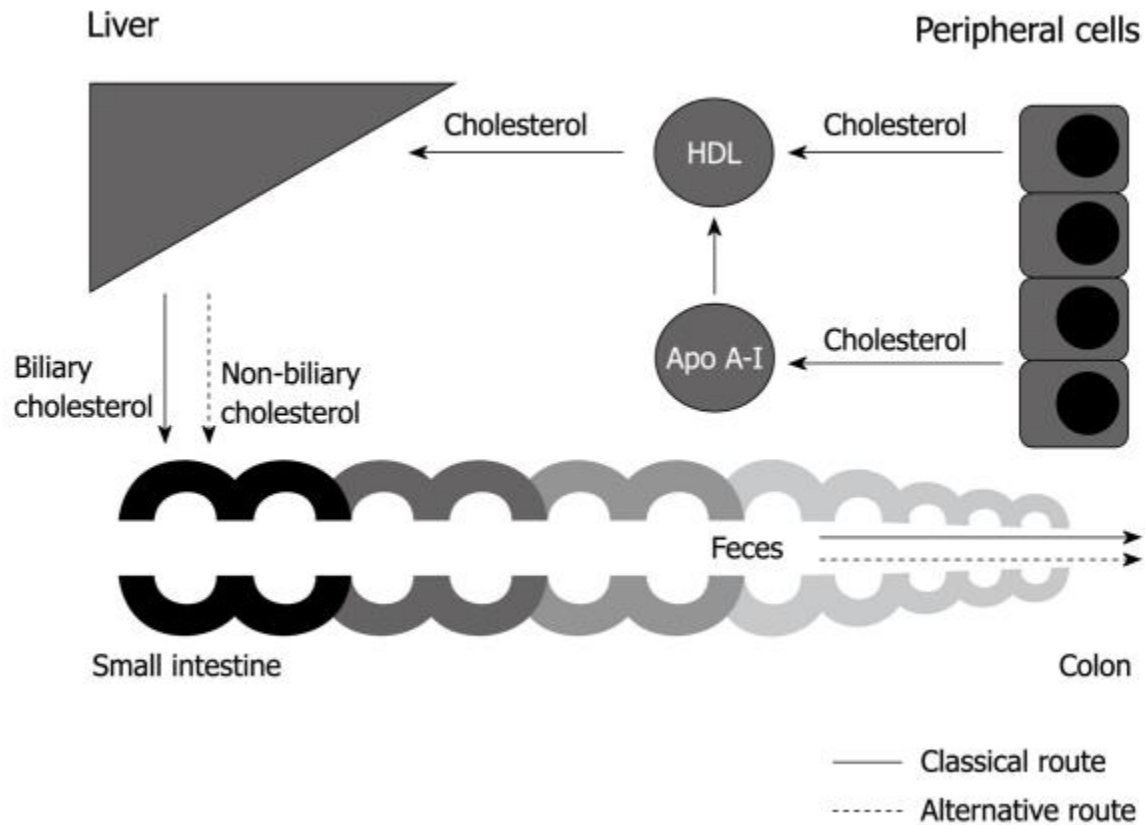 Liver
Peripheral cells
Cholesterol
HDL
Cholesterol
Apo A-I
Cholesterol
Biliary
cholesterol
Non-biliary
cholesterol
Feces
Small intestine
Colon
Classical route
Alternative route